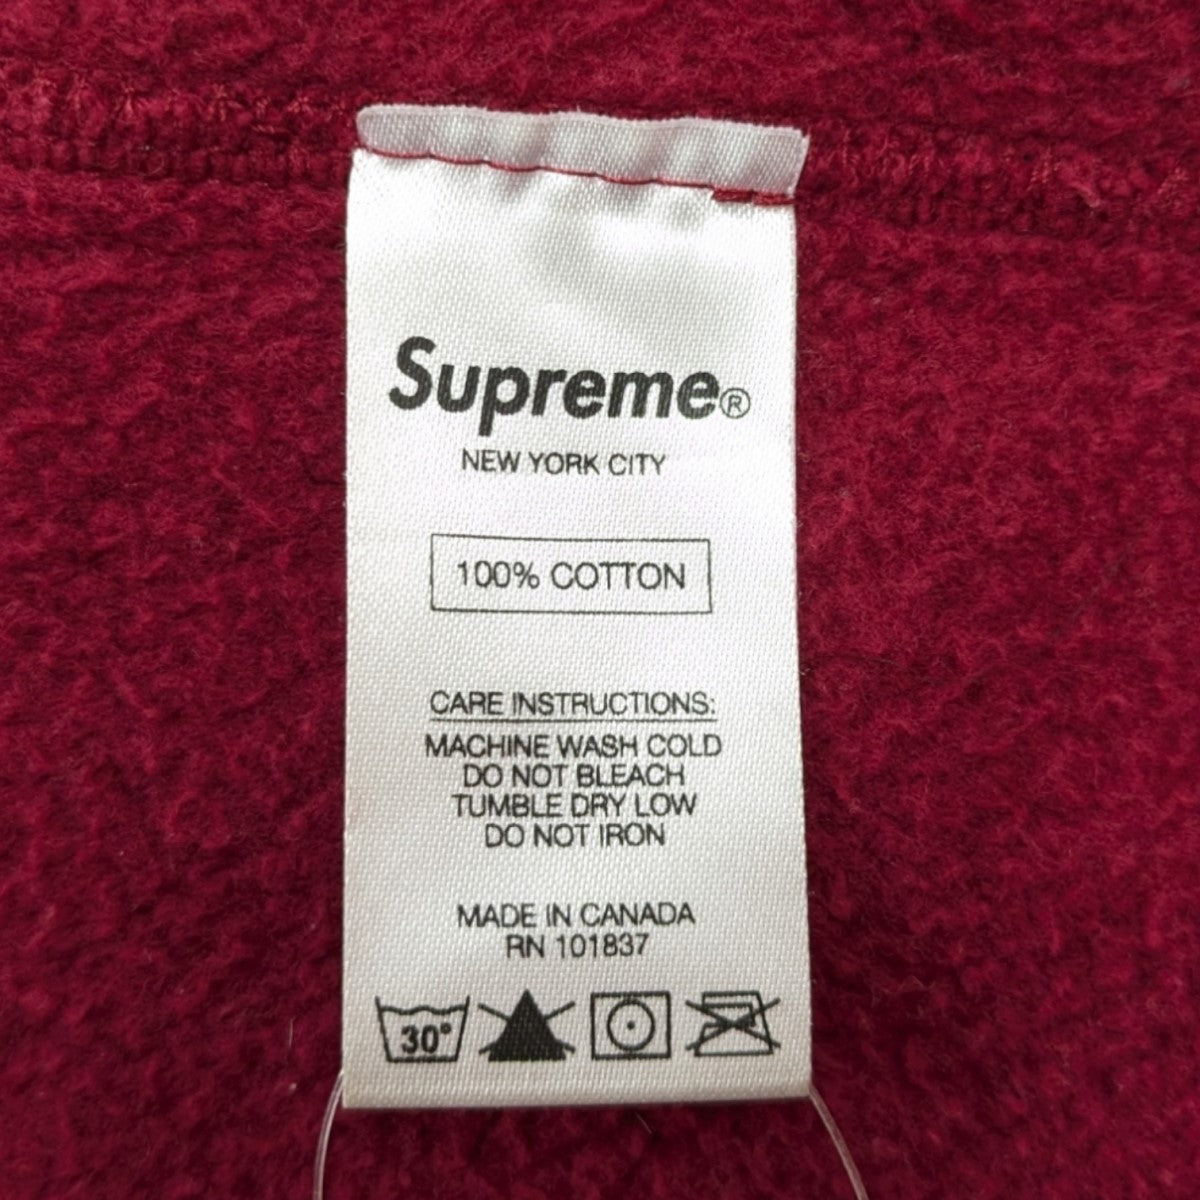 Supreme®
NEW YORK CITY
100% COTTON
CARE INSTRUCTIONS:
MACHINE WASH COLD
DO NOT BLEACH
TUMBLE DRY LOW
DO NOT IRON
MADE IN CANADA
RN 101837
30°